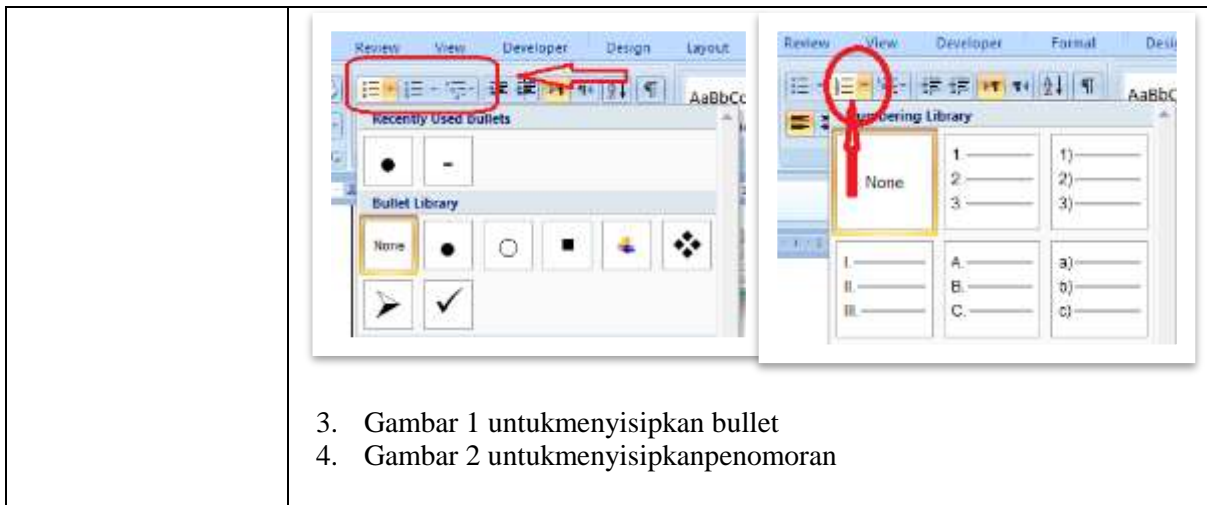 Review View Developer Design Layout
AaBbCc
Recently Used Bullets
Bullet Library
None
Review View Developer Format Desi
AaBbC
Numbering Library
None
1.
2.
3.
1)
2)
3)
I.
II.
III.
A.
B.
C.
a)
b)
c)
3. Gambar 1 untukmenyisipkan bullet
4. Gambar 2 untukmenyisipkanpenomoran